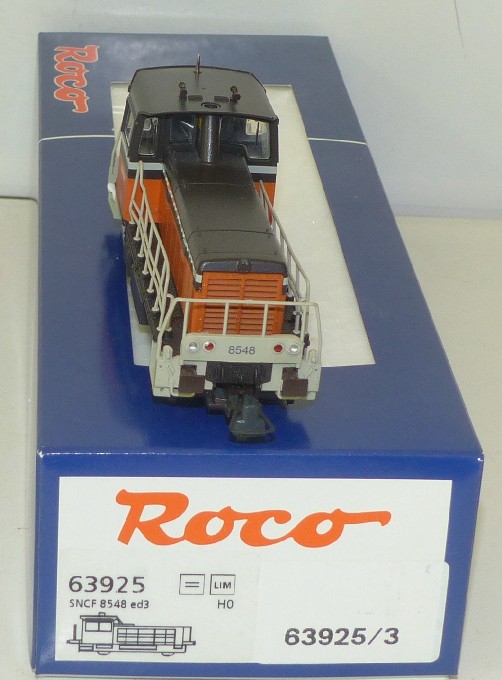 Roco
8548
Roco
63925
= LIM
SNCF 8548 ed3
H0
63925/3